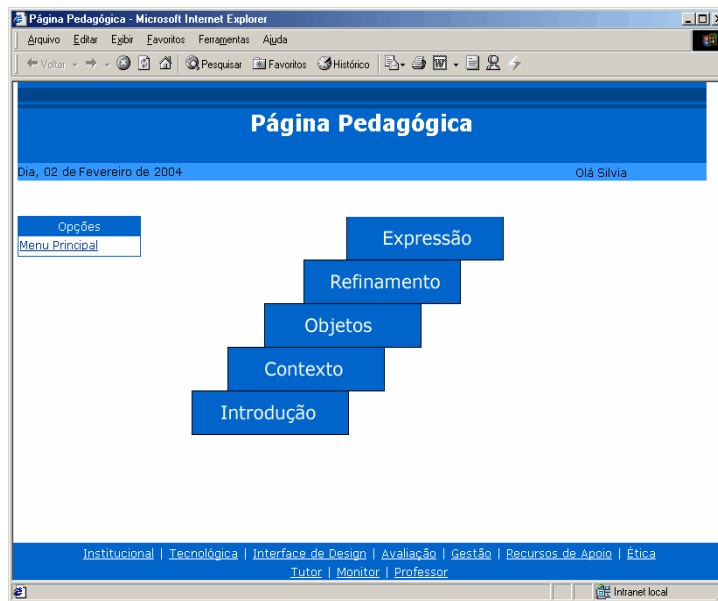 Página Pedagógica - Microsoft Internet Explorer
Arquivo Editar Exibir Favoritos Ferramentas Ajuda
Voltar Pesquisar Favoritos Histórico
Página Pedagógica
Dia, 02 de Fevereiro de 2004 Olá Silvia
Opções
Menu Principal
Expressão
Refinamento
Objetos
Contexto
Introdução
Institucional | Tecnológica | Interface de Design | Avaliação | Gestão | Recursos de Apoio | Ética
Tutor | Monitor | Professor
Intranet local